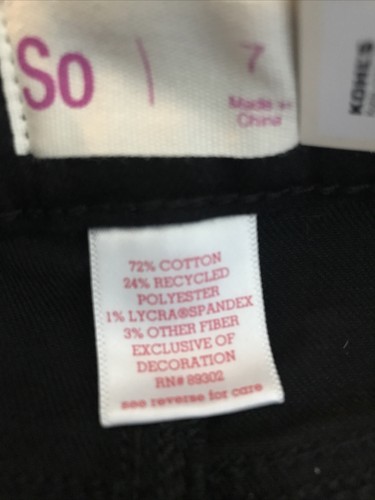 So | 7
Made in
China
KOHL'S
72% COTTON
24% RECYCLED
POLYESTER
1% LYCRA®SPANDEX
3% OTHER FIBER
EXCLUSIVE OF
DECORATION
RN# 89302
see reverse for care